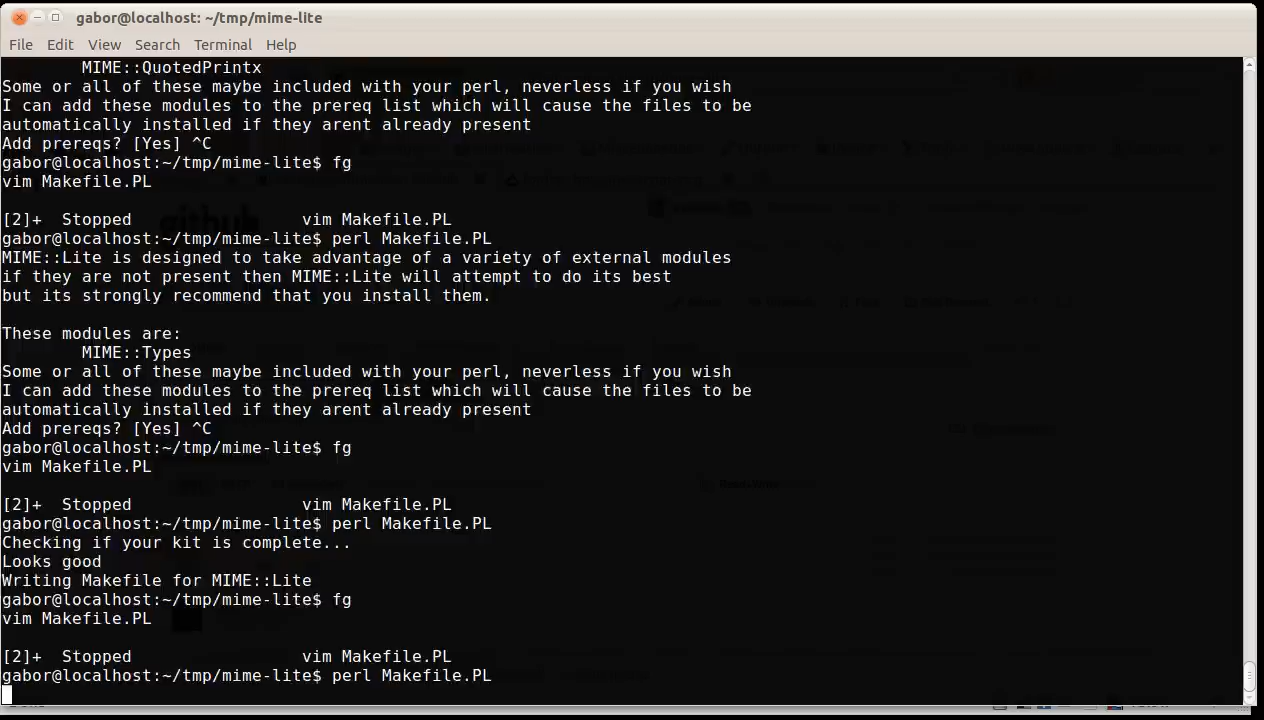 gabor@localhost: ~/tmp/mime-lite
File Edit View Search Terminal Help
MIME::QuotedPrintx
Some or all of these maybe included with your perl, neverless if you wish
I can add these modules to the prereq list which will cause the files to be
automatically installed if they arent already present
Add prereqs? [Yes] ^C
gabor@localhost:~/tmp/mime-lite$ fg
vim Makefile.PL
[2]+  Stopped                 vim Makefile.PL
gabor@localhost:~/tmp/mime-lite$ perl Makefile.PL
MIME::Lite is designed to take advantage of a variety of external modules
if they are not present then MIME::Lite will attempt to do its best
but its strongly recommend that you install them.
These modules are:
MIME::Types
Some or all of these maybe included with your perl, neverless if you wish
I can add these modules to the prereq list which will cause the files to be
automatically installed if they arent already present
Add prereqs? [Yes] ^C
gabor@localhost:~/tmp/mime-lite$ fg
vim Makefile.PL
[2]+  Stopped                 vim Makefile.PL
gabor@localhost:~/tmp/mime-lite$ perl Makefile.PL
Checking if your kit is complete...
Looks good
Writing Makefile for MIME::Lite
gabor@localhost:~/tmp/mime-lite$ fg
vim Makefile.PL
[2]+  Stopped                 vim Makefile.PL
gabor@localhost:~/tmp/mime-lite$ perl Makefile.PL